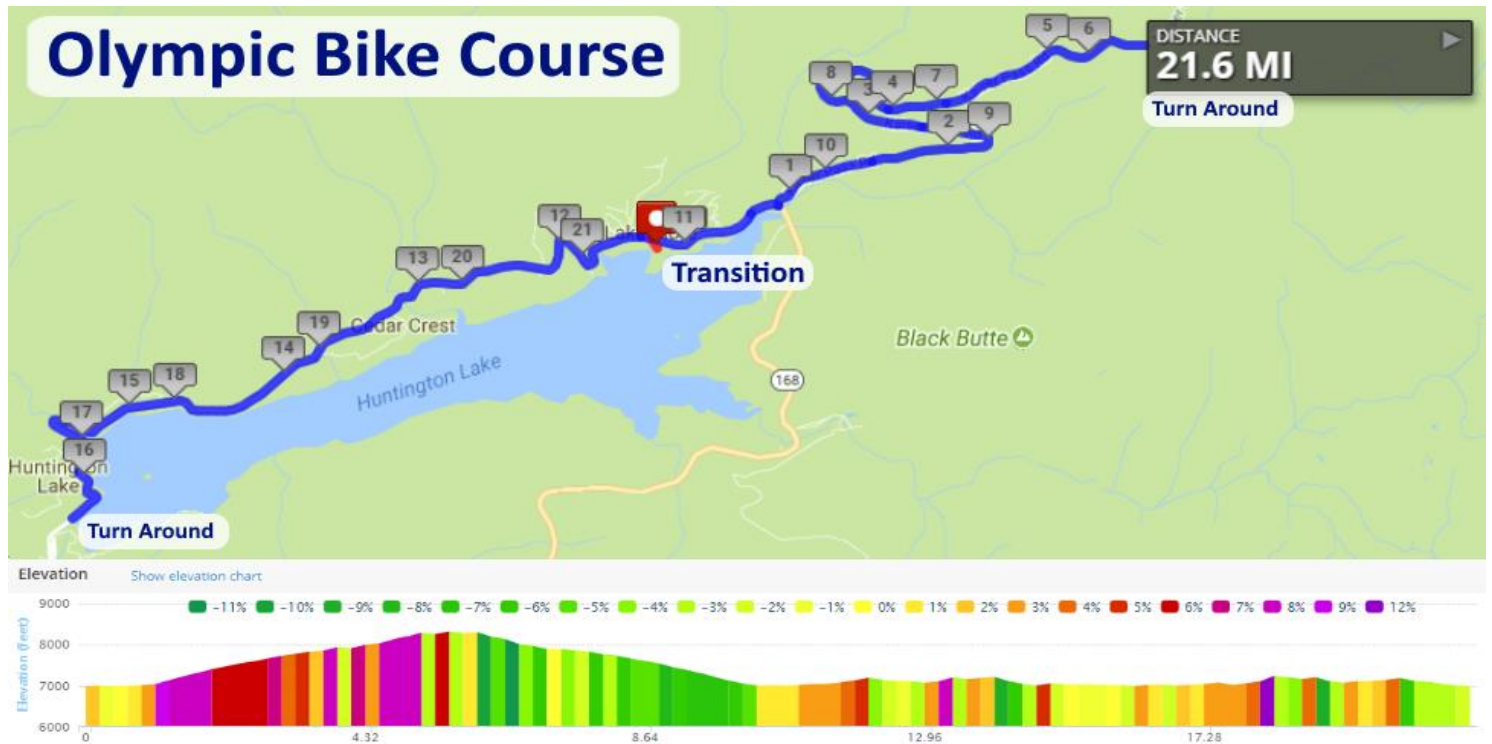 Olympic Bike Course
DISTANCE
21.6 MI
Turn Around
5
6
8
3
4
7
2
9
1
10
12
21
11
Transition
13
20
19
Cedar Crest
14
Black Butte
Huntington Lake
168
15
18
17
16
Huntington
Lake
Turn Around
Elevation
Show elevation chart
9000
-11% -10% -9% -8% -7% -6% -5% -4% -3% -2% -1% 0% 1% 2% 3% 4% 5% 6% 7% 8% 9% 12%
8000
7000
6000
Elevation (feet)
0 4.32 8.64 12.96 17.28